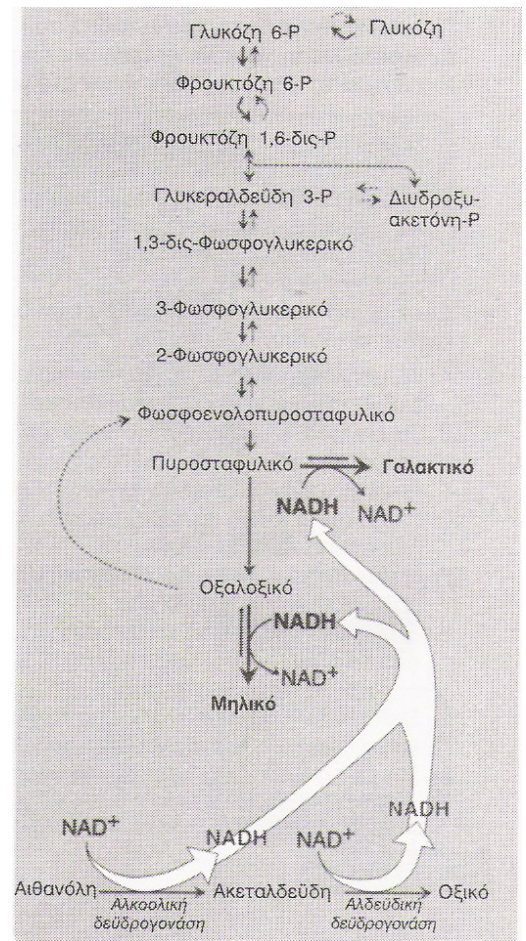 Γλυκόζη 6-P Γλυκόζη
Φρουκτόζη 6-P
Φρουκτόζη 1,6-δις-P
Γλυκεραλδεΰδη 3-P Διυδροξυ-
ακετόνη-P
1,3-δις-Φωσφογλυκερικό
3-Φωσφογλυκερικό
2-Φωσφογλυκερικό
Φωσφοενολοπυροσταφυλικό
Πυροσταφυλικό Γαλακτικό
NADH NAD+
Οξαλοξικό
NADH
NAD+
Μηλικό
NAD+ NADH NAD+ NADH
Αιθανόλη Ακεταλδεΰδη Οξικό
Αλκοολική Αλδεϋδική
δεϋδρογονάση δεϋδρογονάση